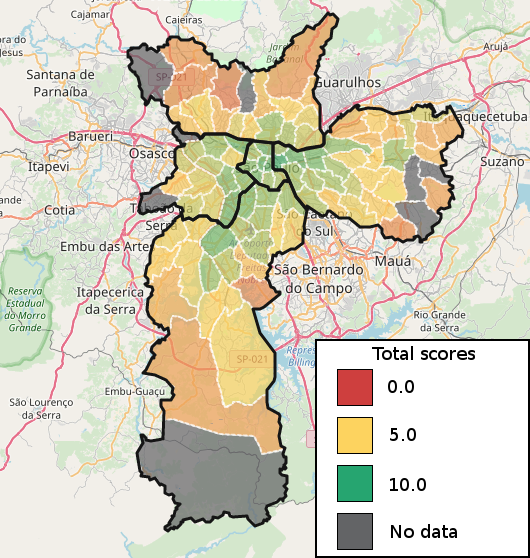 Cajamar
Caieiras
Arujá
Jardim
Santana de
Parnaíba
SP-021
Guarulhos
Itaquaquecetuba
Barueri
Osasco
Itapevi
Suzano
Cotia
Taboão da
Serra
São Caetano
do Sul
Embu das Artes
Mauá
São Bernardo
do Campo
Reserva
Estadual
do Morro
Grande
Itapecerica
da Serra
Rio Grande
da Serra
SP-021
Embu-Guaçu
São Lourenço
da Serra
Total scores
0.0
5.0
10.0
No data